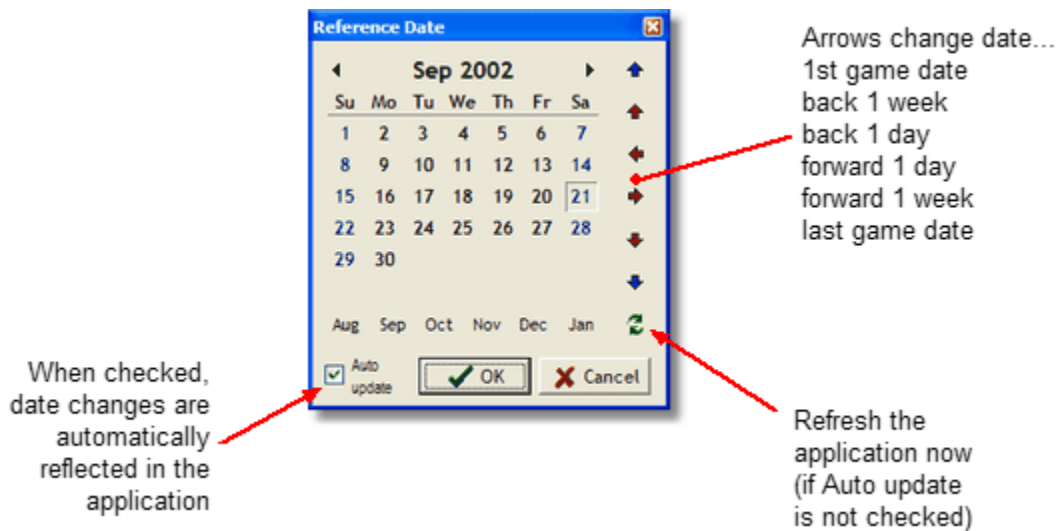 Reference Date
Sep 2002
Su Mo Tu We Th Fr Sa
1 2 3 4 5 6 7
8 9 10 11 12 13 14
15 16 17 18 19 20 21
22 23 24 25 26 27 28
29 30
Aug Sep Oct Nov Dec Jan
Auto
update
OK
Cancel
Arrows change date...
1st game date
back 1 week
back 1 day
forward 1 day
forward 1 week
last game date
When checked,
date changes are
automatically
reflected in the
application
Refresh the
application now
(if Auto update
is not checked)